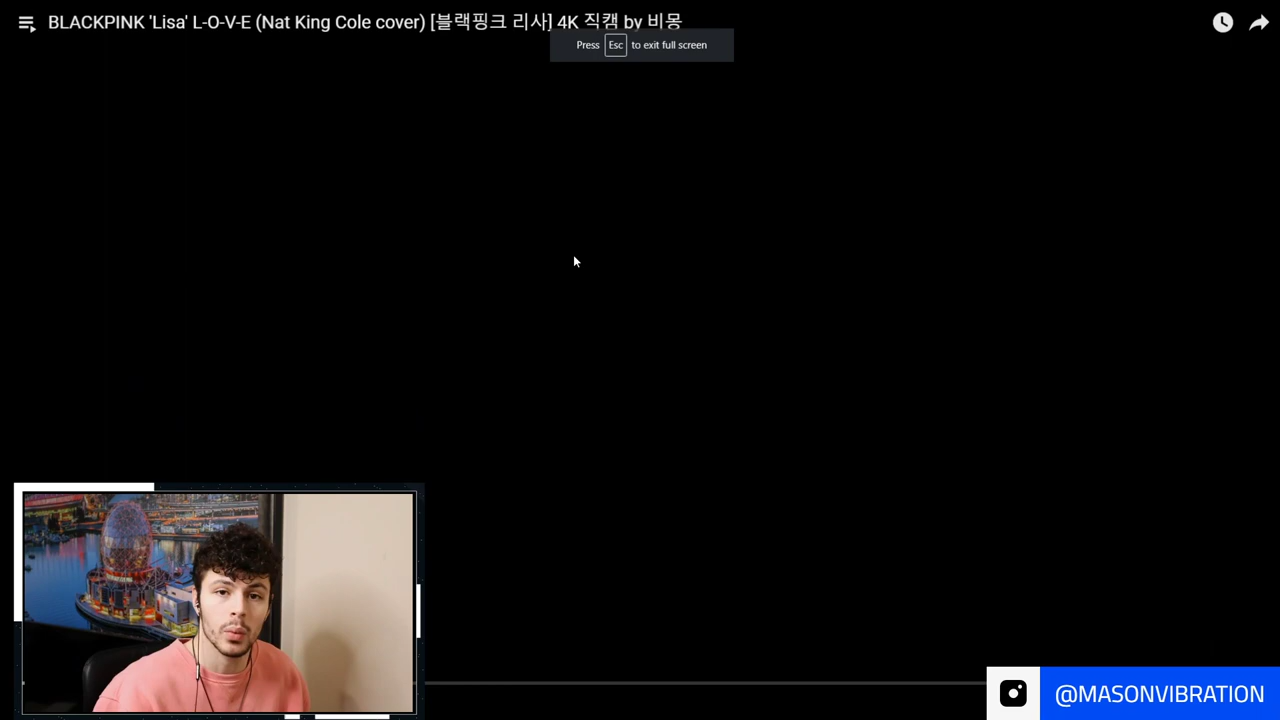 BLACKPINK 'Lisa' L-O-V-E (Nat King Cole cover) [블랙핑크 리사] 4K 직캠 by 비몽
Press Esc to exit full screen
@MASONVIBRATION